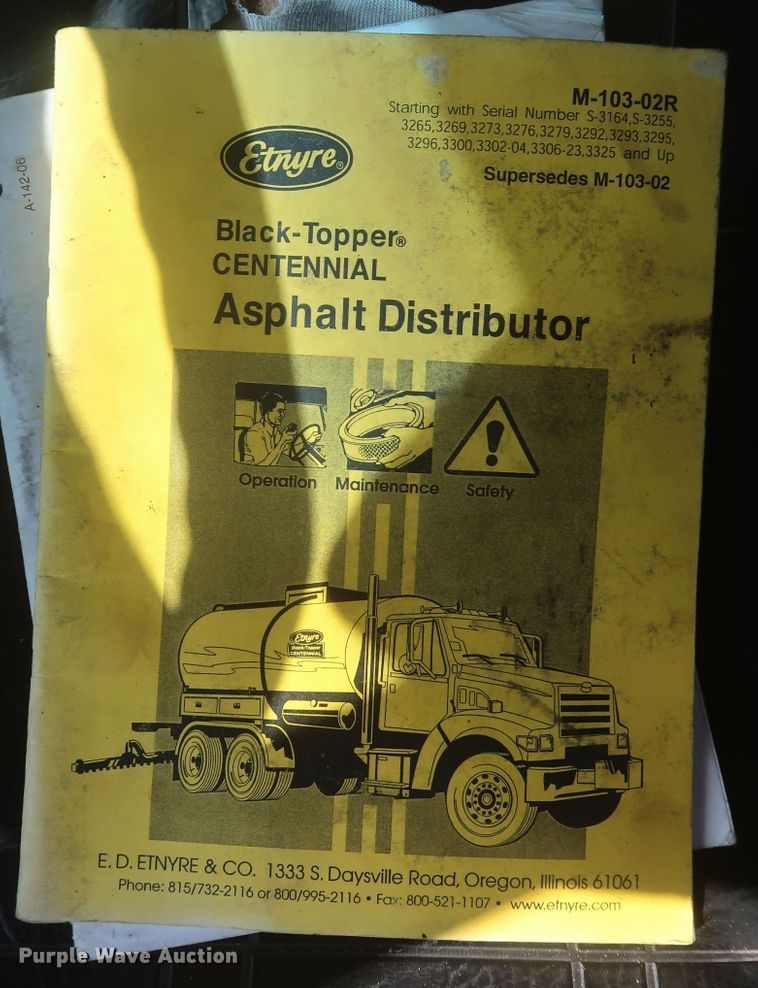 M-103-02R
Starting with Serial Number S-3164,S-3255,
3265,3269,3273,3276,3279,3292,3293,3295,
3296,3300,3302-04,3306-23,3325 and Up
Supersedes M-103-02
A-142-06
Etnyre®
Black-Topper®
CENTENNIAL
Asphalt Distributor
Operation Maintenance Safety
Etnyre
Black-Topper
CENTENNIAL
E. D. ETNYRE & CO. 1333 S. Daysville Road, Oregon, Illinois 61061
Phone: 815/732-2116 or 800/995-2116 • Fax: 800-521-1107 • www.etnyre.com
Purple Wave Auction